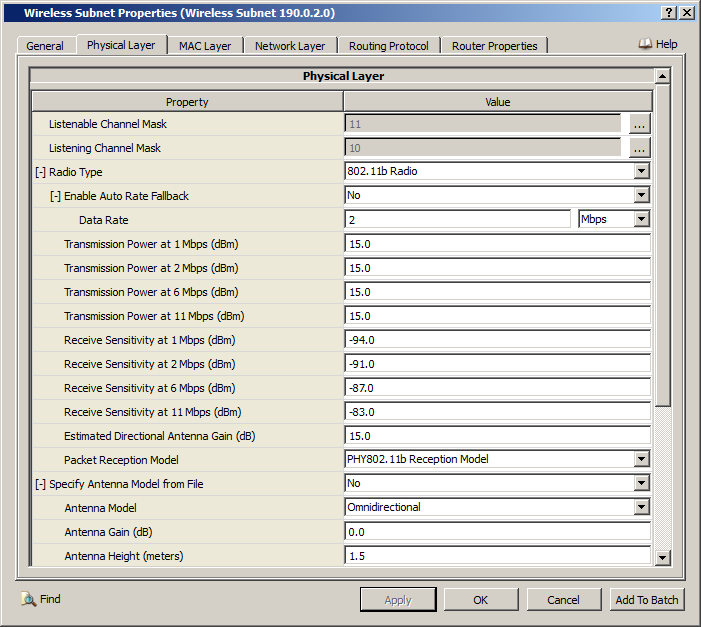 Wireless Subnet Properties (Wireless Subnet 190.0.2.0)
General Physical Layer MAC Layer Network Layer Routing Protocol Router Properties Help
Physical Layer
Property Value
Listenable Channel Mask 11 ...
Listening Channel Mask 10 ...
[-] Radio Type 802.11b Radio
[-] Enable Auto Rate Fallback No
Data Rate 2 Mbps
Transmission Power at 1 Mbps (dBm) 15.0
Transmission Power at 2 Mbps (dBm) 15.0
Transmission Power at 6 Mbps (dBm) 15.0
Transmission Power at 11 Mbps (dBm) 15.0
Receive Sensitivity at 1 Mbps (dBm) -94.0
Receive Sensitivity at 2 Mbps (dBm) -91.0
Receive Sensitivity at 6 Mbps (dBm) -87.0
Receive Sensitivity at 11 Mbps (dBm) -83.0
Estimated Directional Antenna Gain (dB) 15.0
Packet Reception Model PHY802.11b Reception Model
[-] Specify Antenna Model from File No
Antenna Model Omnidirectional
Antenna Gain (dB) 0.0
Antenna Height (meters) 1.5
Find Apply OK Cancel Add To Batch